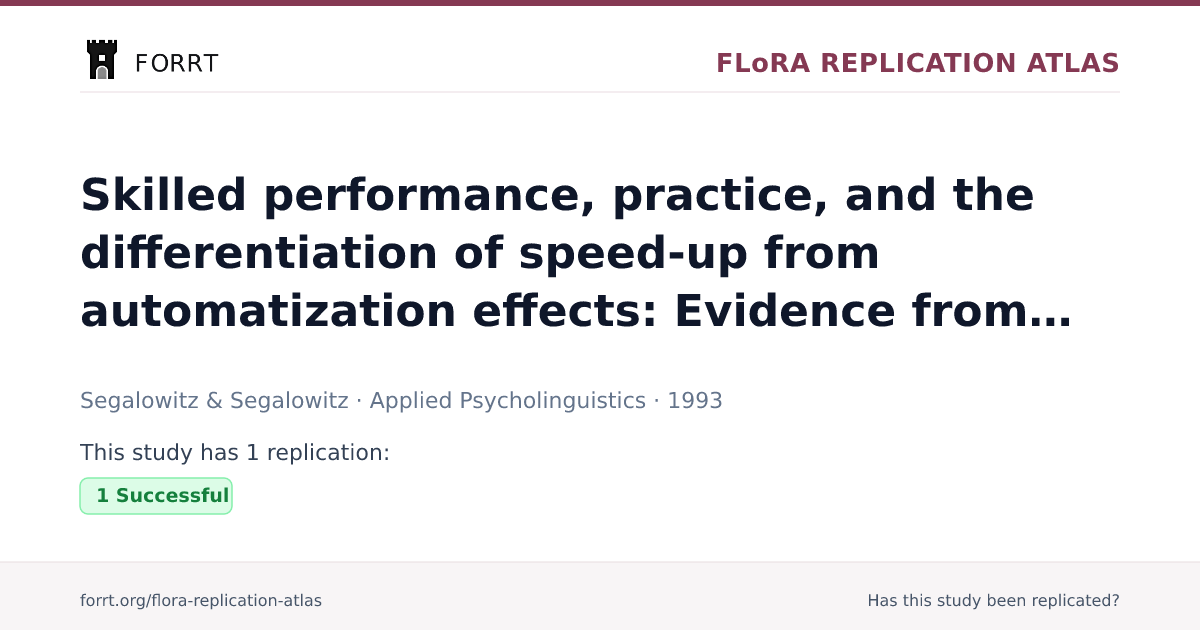 FORRT
FLoRA REPLICATION ATLAS
Skilled performance, practice, and the
differentiation of speed-up from
automatization effects: Evidence from…
Segalowitz & Segalowitz · Applied Psycholinguistics · 1993
This study has 1 replication:
1 Successful
forrt.org/flora-replication-atlas
Has this study been replicated?